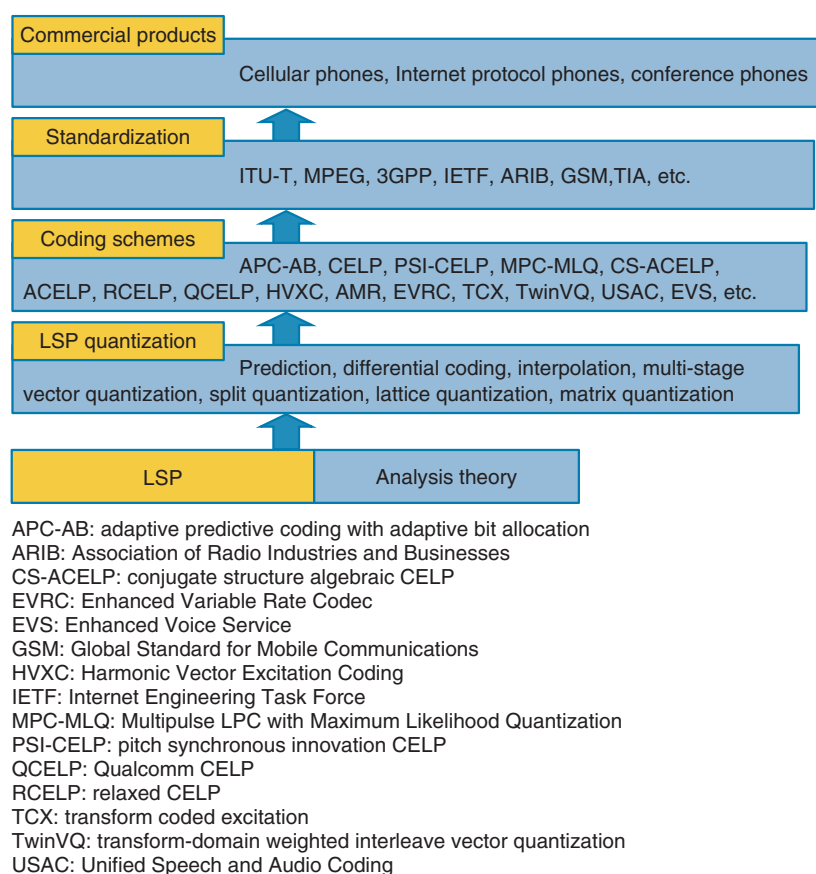 Commercial products
Cellular phones, Internet protocol phones, conference phones
Standardization
ITU-T, MPEG, 3GPP, IETF, ARIB, GSM,TIA, etc.
Coding schemes
APC-AB, CELP, PSI-CELP, MPC-MLQ, CS-ACELP,
ACELP, RCELP, QCELP, HVXC, AMR, EVRC, TCX, TwinVQ, USAC, EVS, etc.
LSP quantization
Prediction, differential coding, interpolation, multi-stage
vector quantization, split quantization, lattice quantization, matrix quantization
LSP
Analysis theory
APC-AB: adaptive predictive coding with adaptive bit allocation
ARIB: Association of Radio Industries and Businesses
CS-ACELP: conjugate structure algebraic CELP
EVRC: Enhanced Variable Rate Codec
EVS: Enhanced Voice Service
GSM: Global Standard for Mobile Communications
HVXC: Harmonic Vector Excitation Coding
IETF: Internet Engineering Task Force
MPC-MLQ: Multipulse LPC with Maximum Likelihood Quantization
PSI-CELP: pitch synchronous innovation CELP
QCELP: Qualcomm CELP
RCELP: relaxed CELP
TCX: transform coded excitation
TwinVQ: transform-domain weighted interleave vector quantization
USAC: Unified Speech and Audio Coding